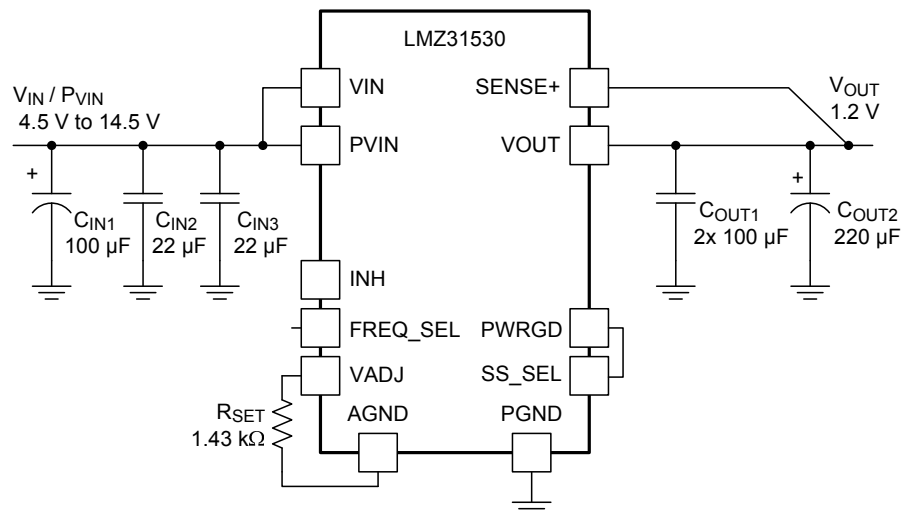 LMZ31530
VIN
SENSE+
VIN / PVIN
4.5 V to 14.5 V
VOUT
1.2 V
PVIN
VOUT
+
CIN1
100 µF
CIN2
22 µF
CIN3
22 µF
COUT1
2x 100 µF
+
COUT2
220 µF
INH
FREQ_SEL
PWRGD
VADJ
SS_SEL
RSET
1.43 kΩ
AGND
PGND